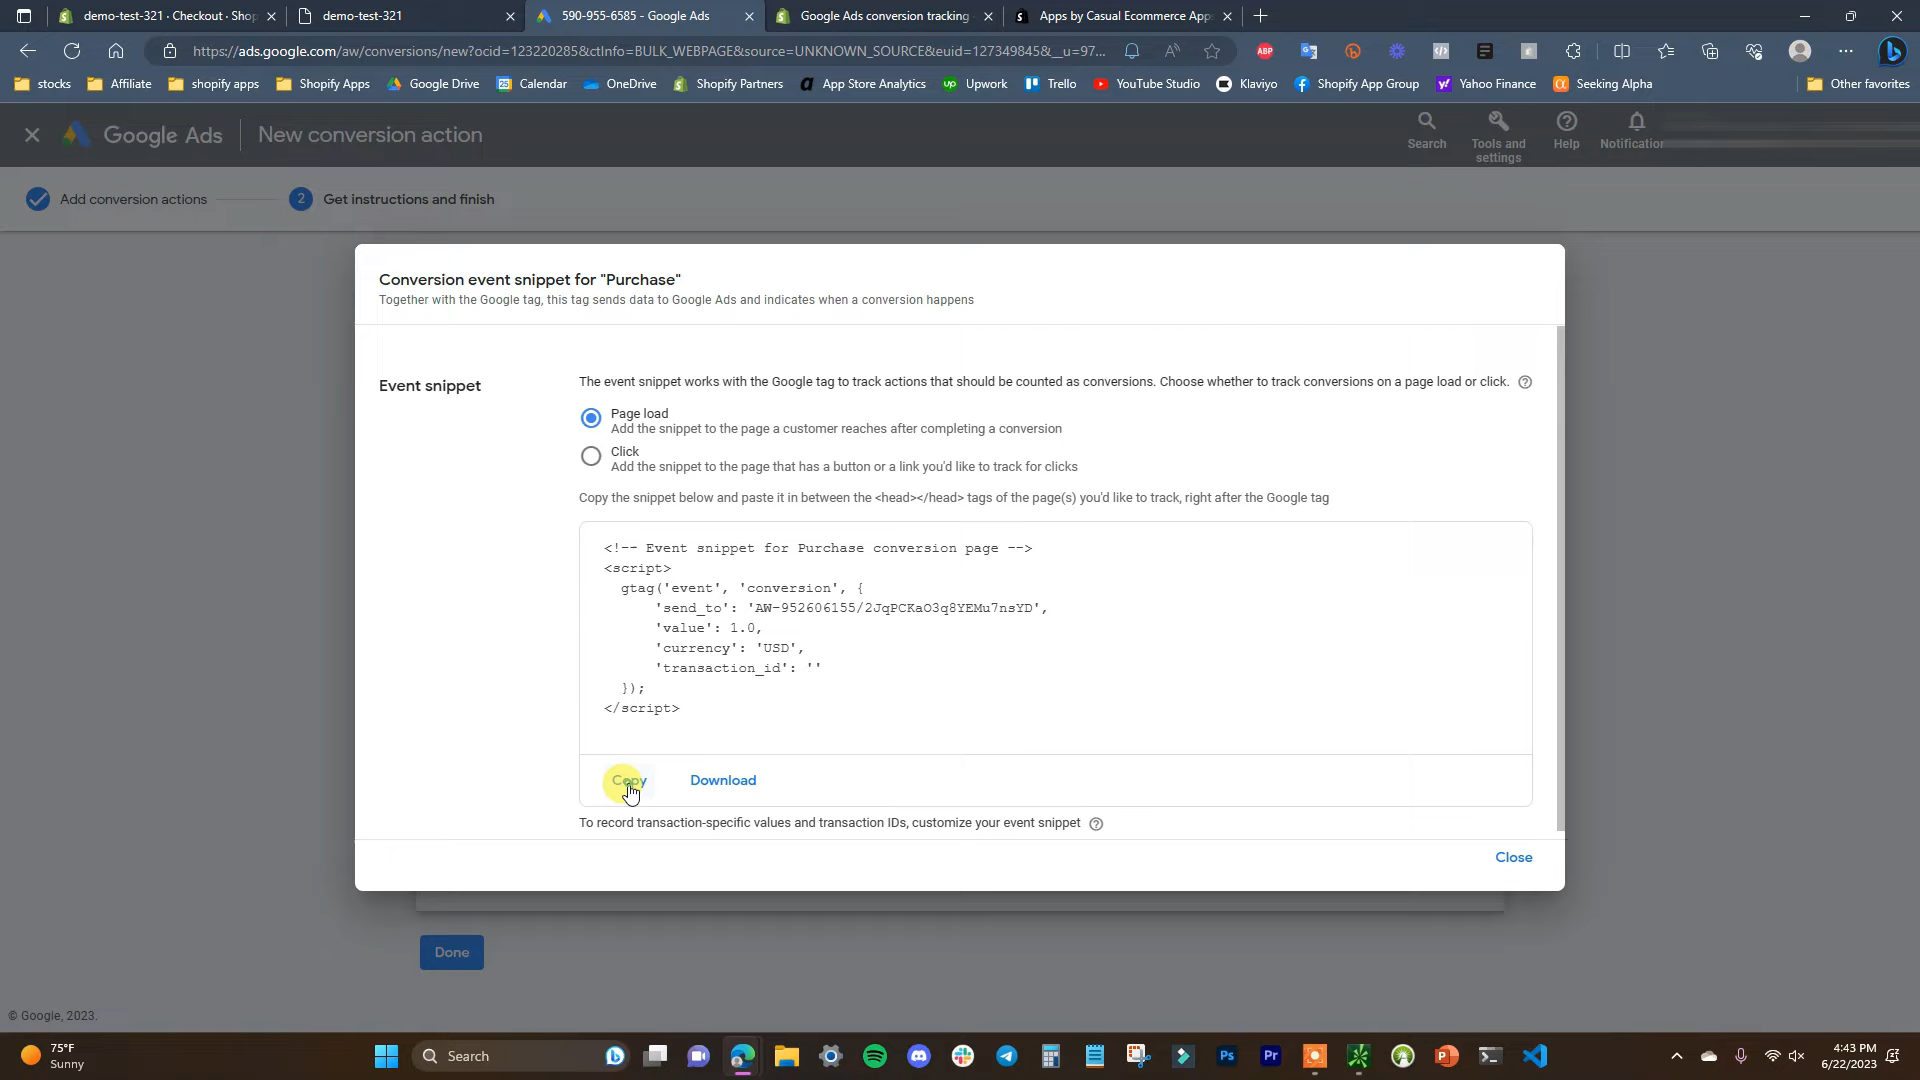 demo-test-321 · Checkout · Shop
demo-test-321
590-955-6585 - Google Ads
Google Ads conversion tracking
Apps by Casual Ecommerce Apps
https://ads.google.com/aw/conversions/new?ocid=123220285&ctInfo=BULK_WEBPAGE&source=UNKNOWN_SOURCE&euid=127349845&__u=97...
ABP
stocks
Affiliate
shopify apps
Shopify Apps
Google Drive
Calendar
OneDrive
Shopify Partners
App Store Analytics
Upwork
Trello
YouTube Studio
Klaviyo
Shopify App Group
Yahoo Finance
Seeking Alpha
Other favorites
Google Ads
New conversion action
Search
Tools and
settings
Help
Notification
Add conversion actions
2
Get instructions and finish
Conversion event snippet for "Purchase"
Together with the Google tag, this tag sends data to Google Ads and indicates when a conversion happens
Event snippet
The event snippet works with the Google tag to track actions that should be counted as conversions. Choose whether to track conversions on a page load or click.
Page load
Add the snippet to the page a customer reaches after completing a conversion
Click
Add the snippet to the page that has a button or a link you'd like to track for clicks
Copy the snippet below and paste it in between the <head></head> tags of the page(s) you'd like to track, right after the Google tag
<!-- Event snippet for Purchase conversion page -->
<script>
gtag('event', 'conversion', {
'send_to': 'AW-952606155/2JqPCKaO3q8YEMu7nsYD',
'value': 1.0,
'currency': 'USD',
'transaction_id': ''
});
</script>
Copy
Download
To record transaction-specific values and transaction IDs, customize your event snippet
Close
Done
© Google, 2023.
75°F
Sunny
Search
Ps
Pr
4:43 PM
6/22/2023